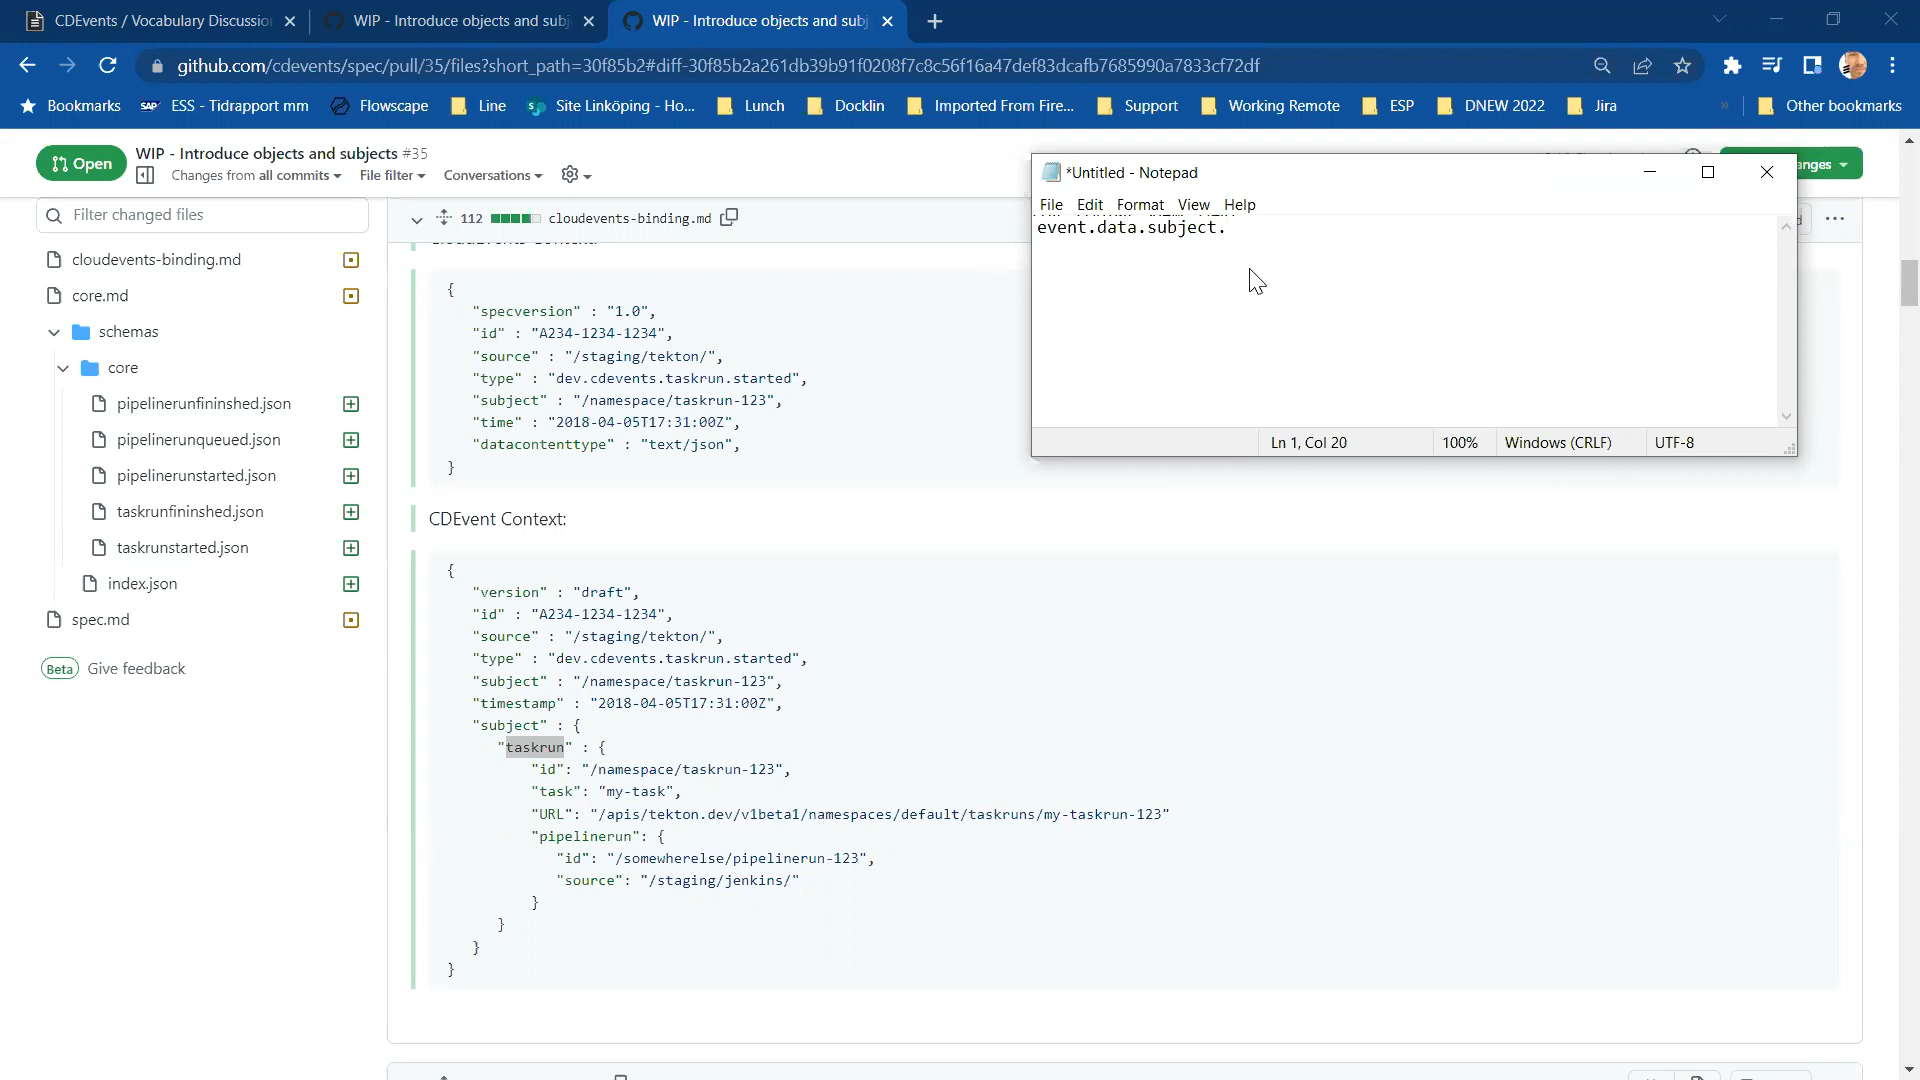 CDEvents / Vocabulary Discussion
WIP - Introduce objects and subj
WIP - Introduce objects and subj
github.com/cdevents/spec/pull/35/files?short_path=30f85b2#diff-30f85b2a261db39b91f0208f7c8c56f16a47def83dcafb7685990a7833cf72df
Bookmarks
SAP ESS - Tidrapport mm
Flowscape
Line
Site Linköping - Ho...
Lunch
Docklin
Imported From Fire...
Support
Working Remote
ESP
DNEW 2022
Jira
»
Other bookmarks
Open
WIP - Introduce objects and subjects #35
Changes from all commits
File filter
Conversations
anges
Filter changed files
cloudevents-binding.md
core.md
schemas
core
pipelinerunfininshed.json
pipelinerunqueued.json
pipelinerunstarted.json
taskrunfininshed.json
taskrunstarted.json
index.json
spec.md
Beta Give feedback
112 cloudevents-binding.md
{
"specversion" : "1.0",
"id" : "A234-1234-1234",
"source" : "/staging/tekton/",
"type" : "dev.cdevents.taskrun.started",
"subject" : "/namespace/taskrun-123",
"time" : "2018-04-05T17:31:00Z",
"datacontenttype" : "text/json",
}
CDEvent Context:
{
"version" : "draft",
"id" : "A234-1234-1234",
"source" : "/staging/tekton/",
"type" : "dev.cdevents.taskrun.started",
"subject" : "/namespace/taskrun-123",
"timestamp" : "2018-04-05T17:31:00Z",
"subject" : {
"taskrun" : {
"id": "/namespace/taskrun-123",
"task": "my-task",
"URL": "/apis/tekton.dev/v1beta1/namespaces/default/taskruns/my-taskrun-123"
"pipelinerun": {
"id": "/somewherelse/pipelinerun-123",
"source": "/staging/jenkins/"
}
}
}
}
*Untitled - Notepad
File Edit Format View Help
event.data.subject.
Ln 1, Col 20
100%
Windows (CRLF)
UTF-8